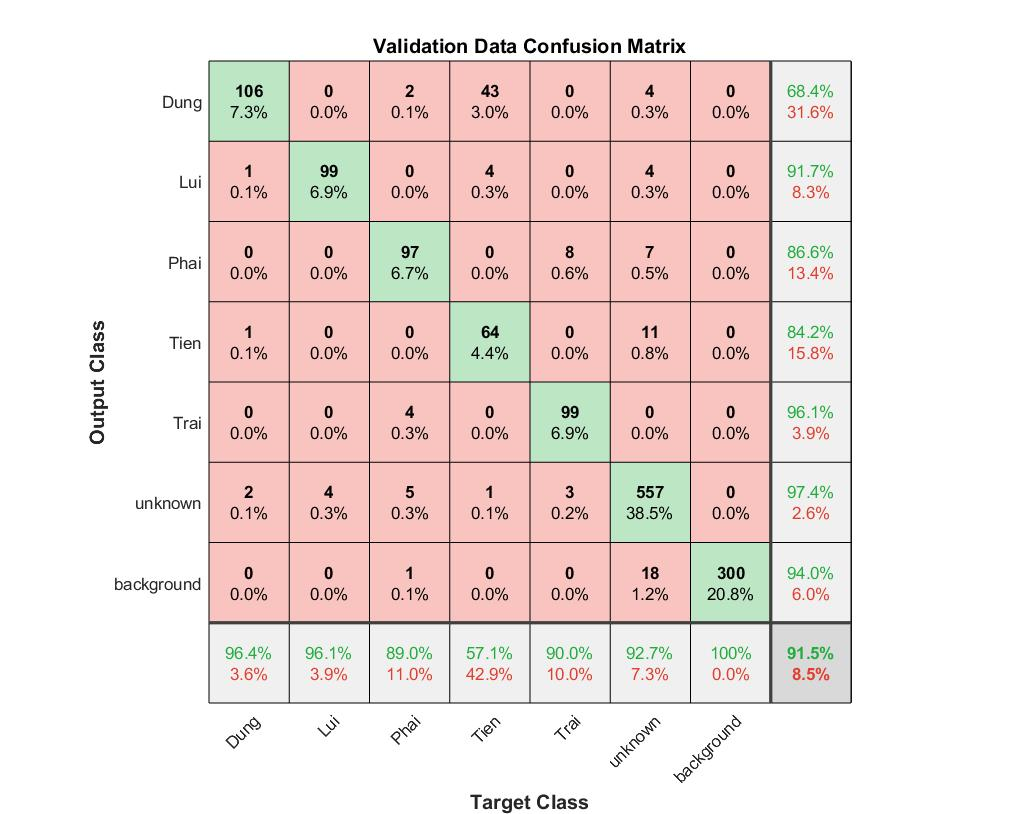 Validation Data Confusion Matrix
Dung 106 0 2 43 0 4 0 68.4%
7.3% 0.0% 0.1% 3.0% 0.0% 0.3% 0.0% 31.6%
Lui 1 99 0 4 0 4 0 91.7%
0.1% 6.9% 0.0% 0.3% 0.0% 0.3% 0.0% 8.3%
Phai 0 0 97 0 8 7 0 86.6%
0.0% 0.0% 6.7% 0.0% 0.6% 0.5% 0.0% 13.4%
Tien 1 0 0 64 0 11 0 84.2%
0.1% 0.0% 0.0% 4.4% 0.0% 0.8% 0.0% 15.8%
Trai 0 0 4 0 99 0 0 96.1%
0.0% 0.0% 0.3% 0.0% 6.9% 0.0% 0.0% 3.9%
unknown 2 4 5 1 3 557 0 97.4%
0.1% 0.3% 0.3% 0.1% 0.2% 38.5% 0.0% 2.6%
background 0 0 1 0 0 18 300 94.0%
0.0% 0.0% 0.1% 0.0% 0.0% 1.2% 20.8% 6.0%
96.4% 96.1% 89.0% 57.1% 90.0% 92.7% 100% 91.5%
3.6% 3.9% 11.0% 42.9% 10.0% 7.3% 0.0% 8.5%
Dung Lui Phai Tien Trai unknown background
Target Class
Output Class